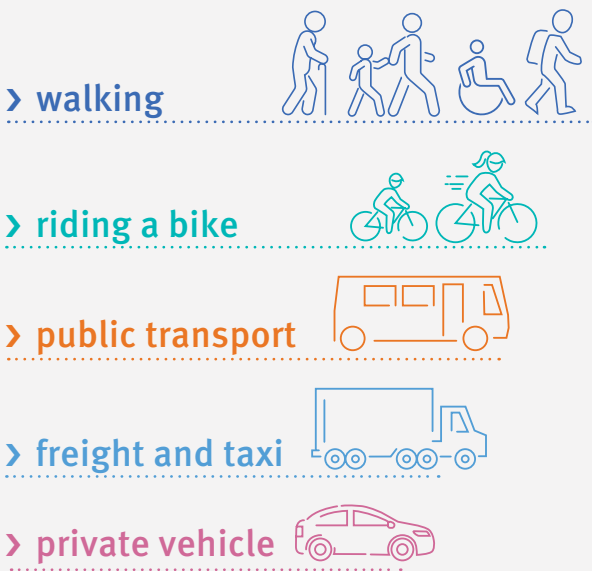 › walking
› riding a bike
› public transport
› freight and taxi
› private vehicle